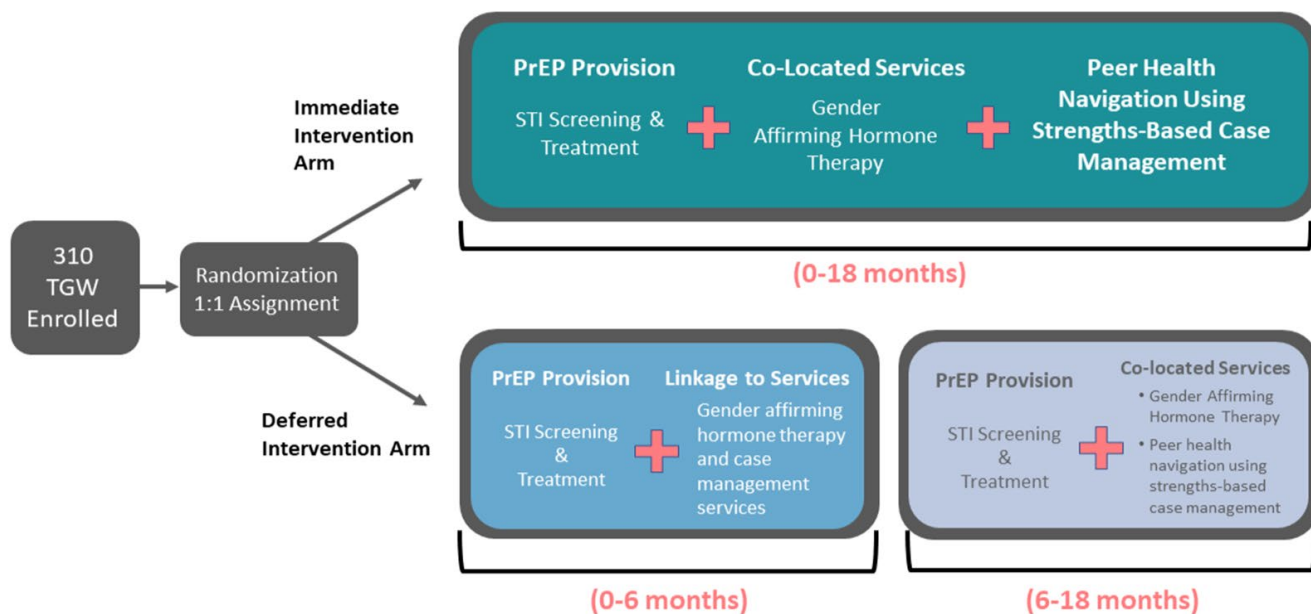 310
TGW
Enrolled
Randomization
1:1 Assignment
Immediate
Intervention
Arm
PrEP Provision
STI Screening &
Treatment
Co-Located Services
Gender
Affirming Hormone
Therapy
Peer Health
Navigation Using
Strengths-Based Case
Management
(0-18 months)
Deferred
Intervention Arm
PrEP Provision
STI Screening
&
Treatment
Linkage to Services
Gender affirming
hormone therapy
and case
management
services
(0-6 months)
PrEP Provision
STI Screening
&
Treatment
Co-located Services
• Gender Affirming
Hormone Therapy
• Peer health
navigation using
strengths-based
case management
(6-18 months)